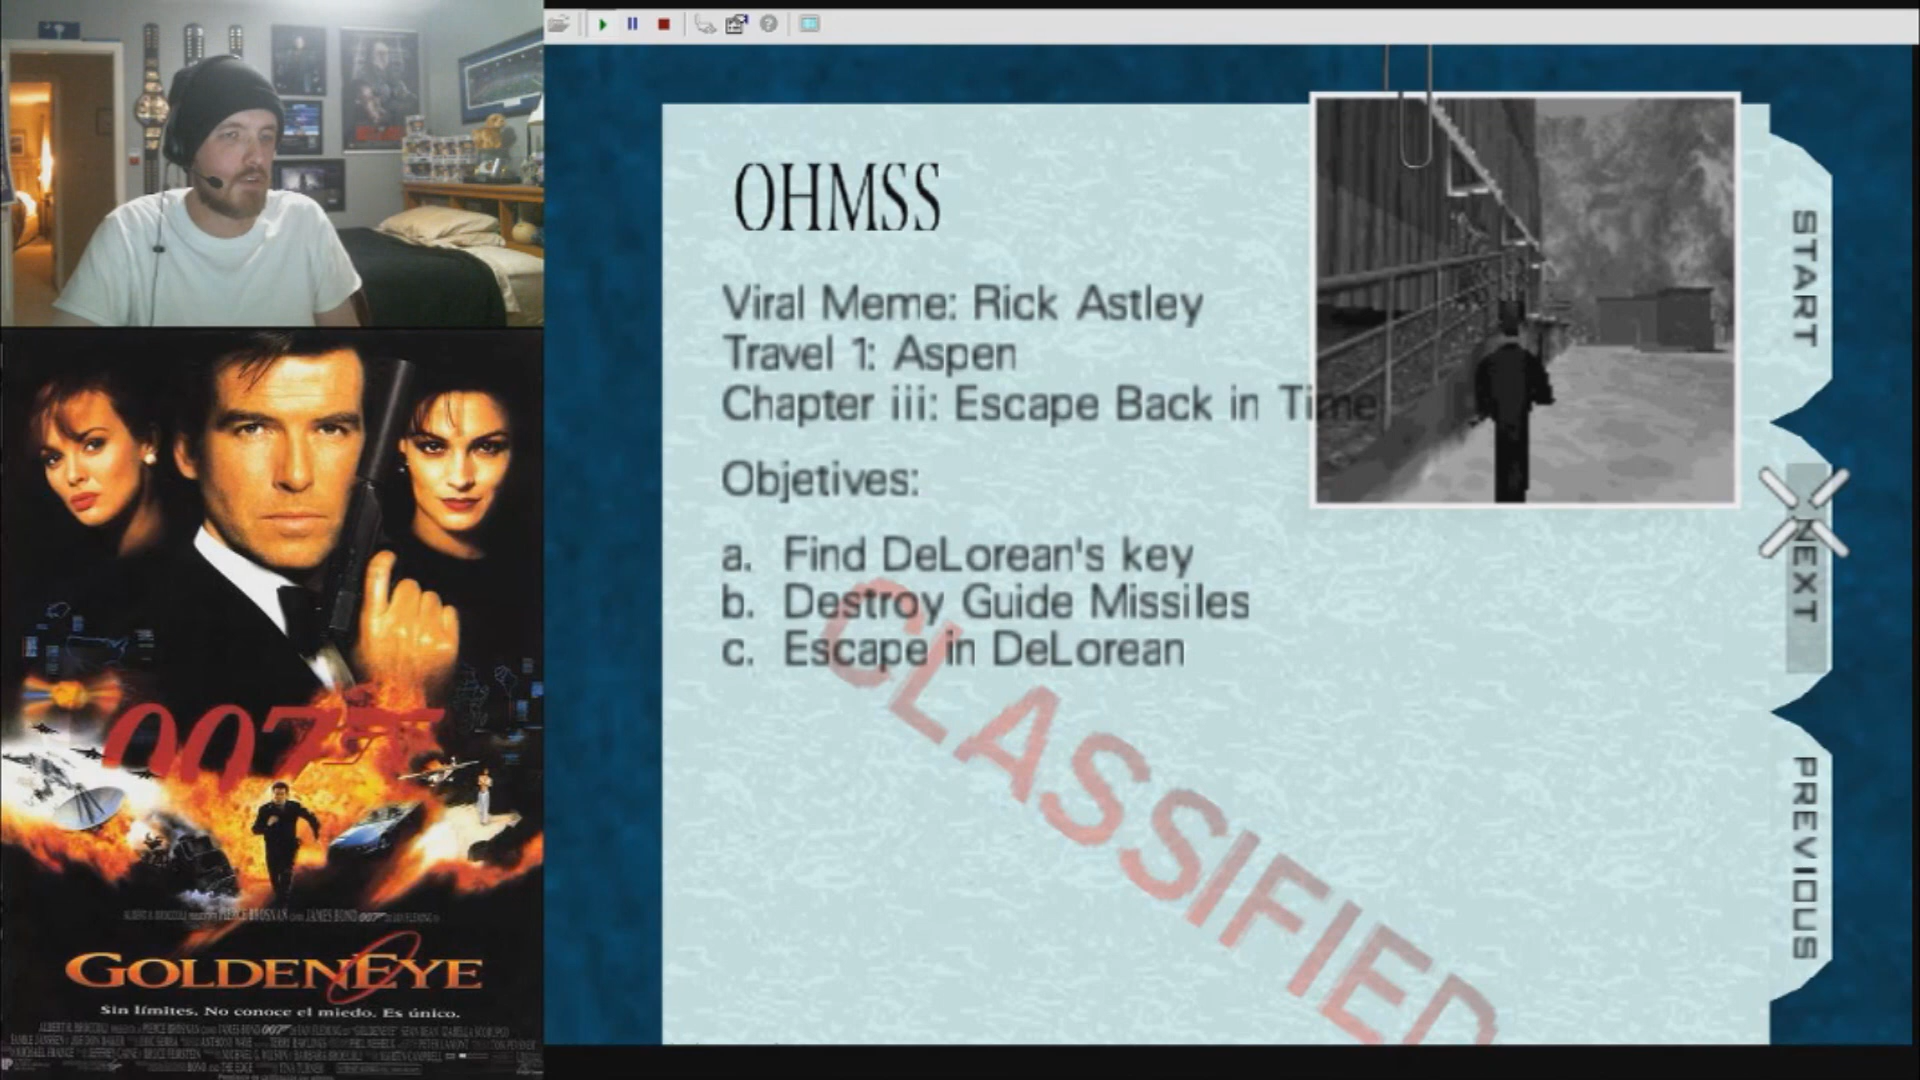 OHMSS
Viral Meme: Rick Astley
Travel 1: Aspen
Chapter iii: Escape Back in Time
Objetives:
a. Find DeLorean's key
b. Destroy Guide Missiles
c. Escape in DeLorean
CLASSIFIED
START
NEXT
PREVIOUS
007
GOLDENEYE
Sin límites. No conoce el miedo. Es único.